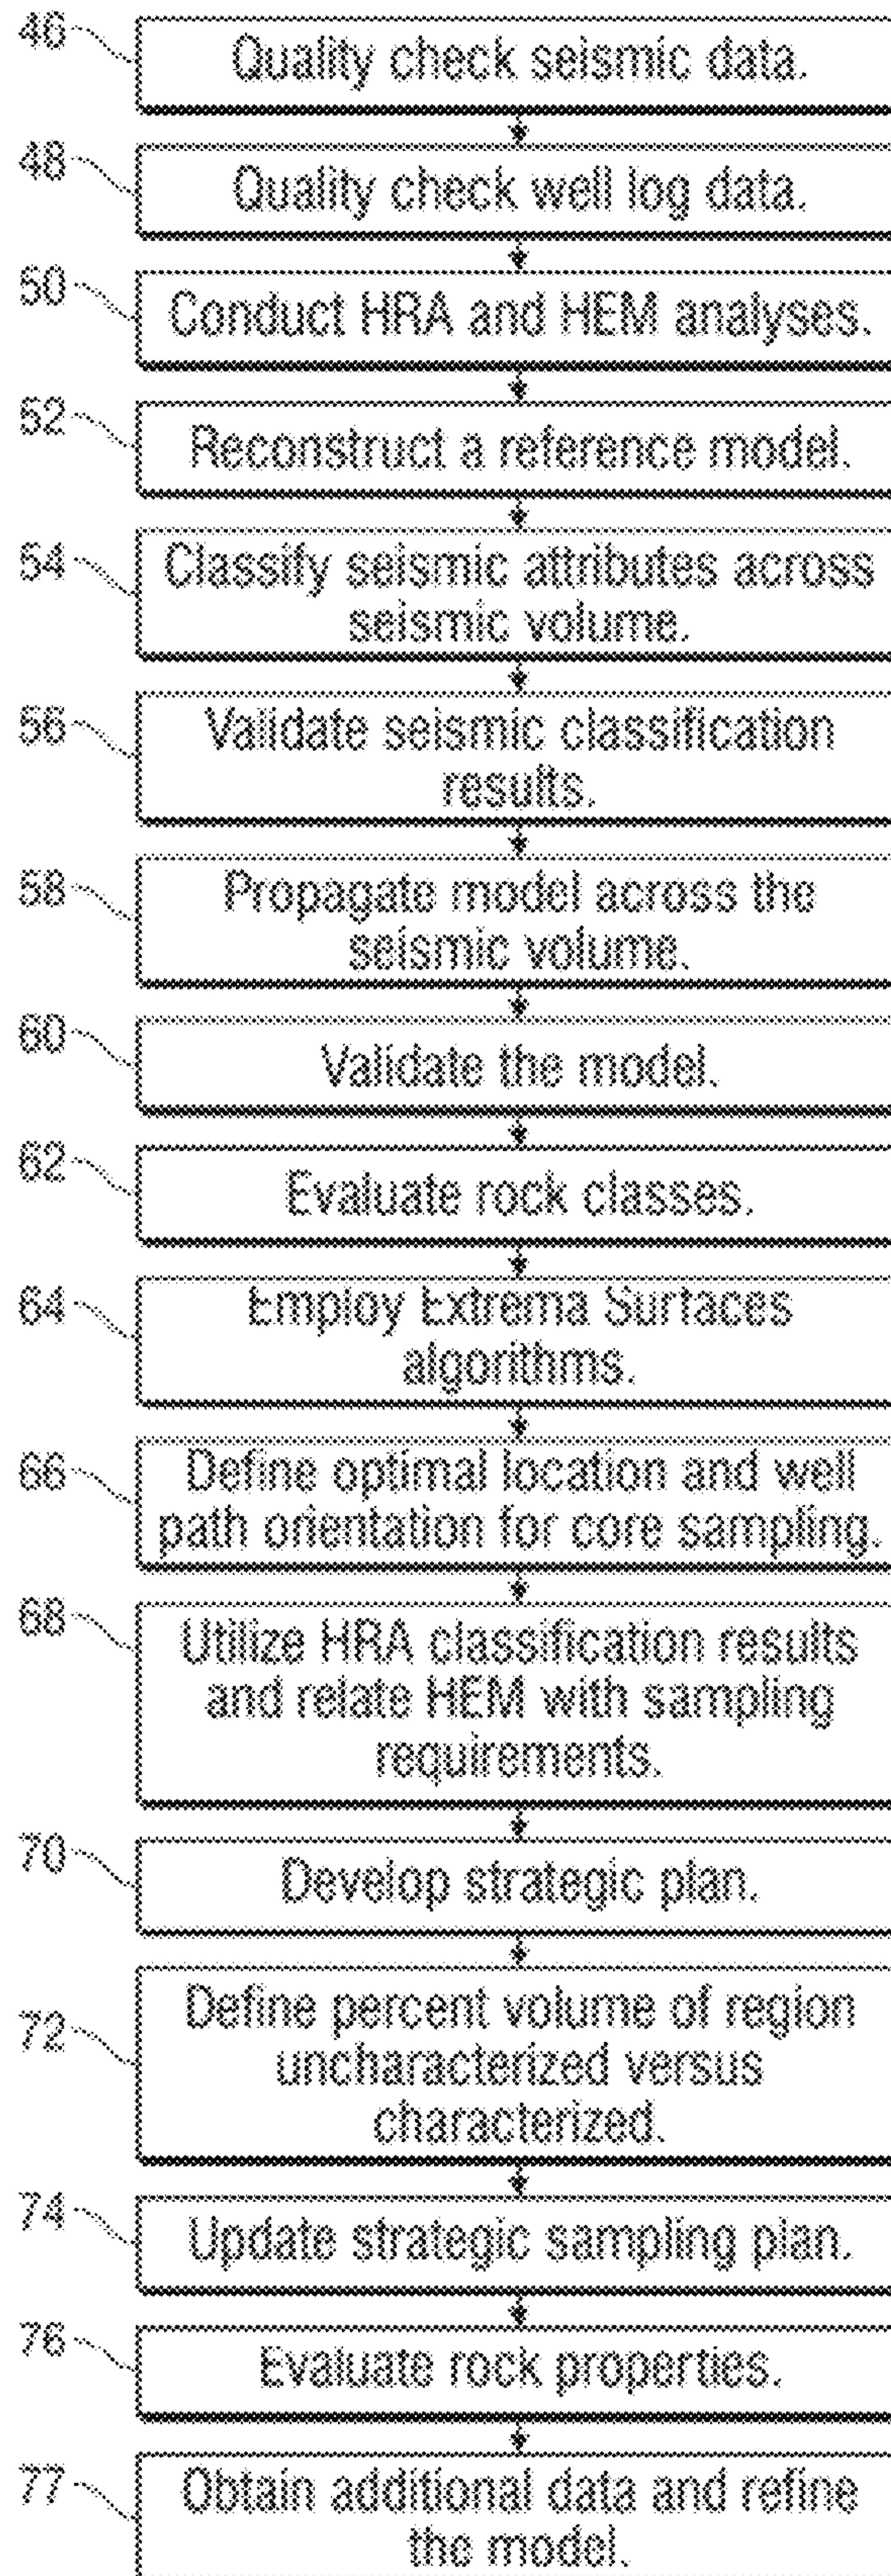 46
Quality check seismic data.
48
Quality check well log data.
50
Conduct HRA and HEM analyses.
52
Reconstruct a reference model.
54
Classify seismic attributes across
seismic volume.
56
Validate seismic classification
results.
58
Propagate model across the
seismic volume.
60
Validate the model.
62
Evaluate rock classes.
64
Employ Extrema Surfaces
algorithms.
66
Define optimal location and well
path orientation for core sampling.
68
Utilize HRA classification results
and relate HEM with sampling
requirements.
70
Develop strategic plan.
72
Define percent volume of region
uncharacterized versus
characterized.
74
Update strategic sampling plan.
76
Evaluate rock properties.
77
Obtain additional data and refine
the model.